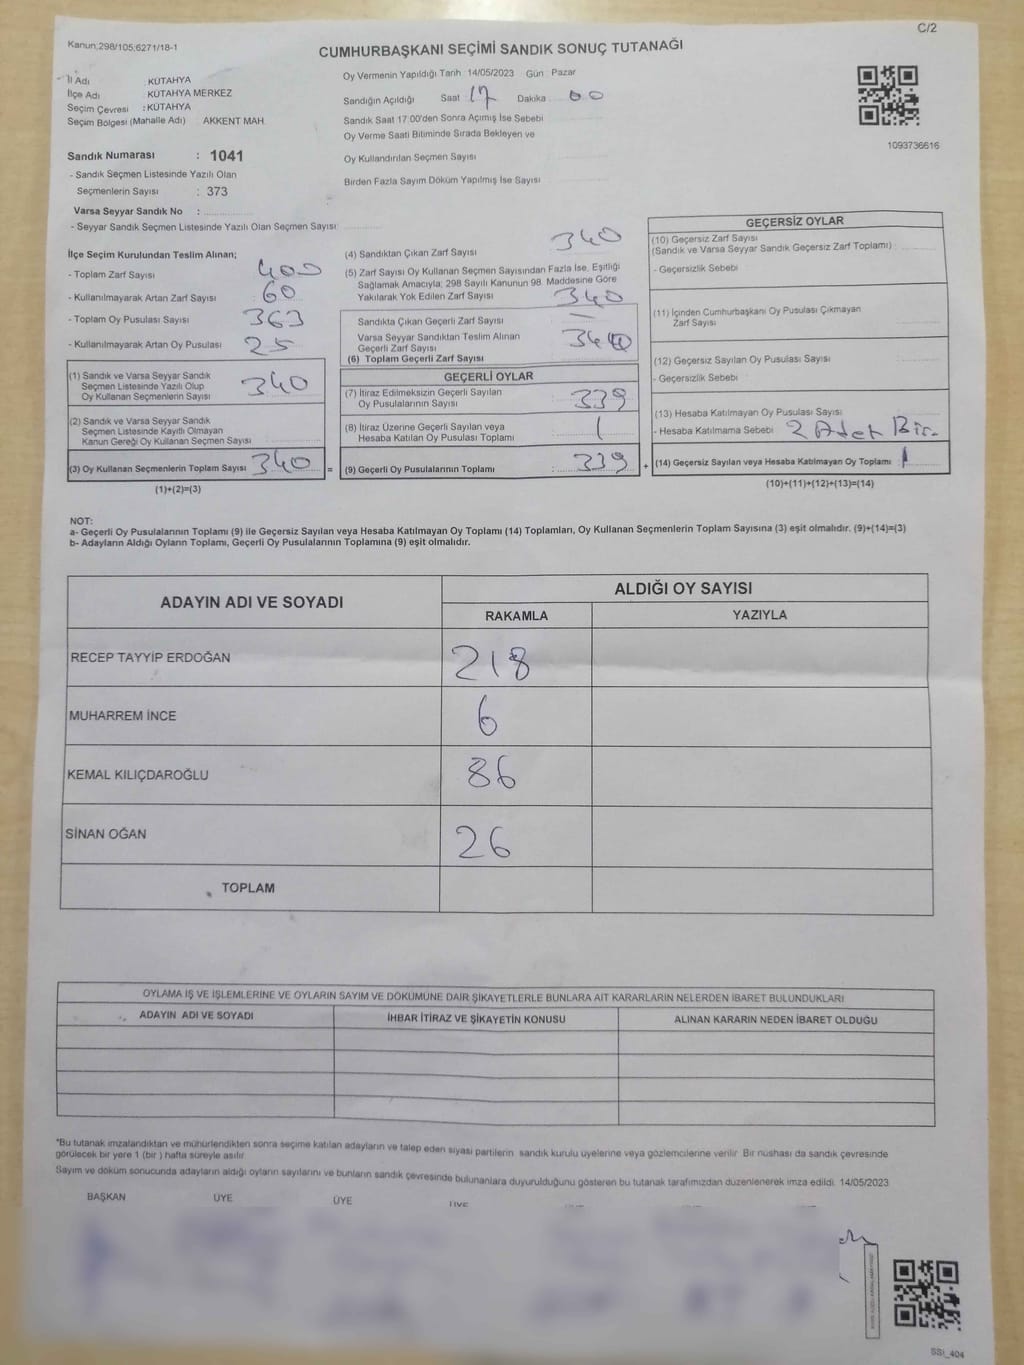 C/2
Kanun;298/105;6271/18-1
CUMHURBAŞKANI SEÇİMİ SANDIK SONUÇ TUTANAĞI
İl Adı : KÜTAHYA
İlçe Adı : KÜTAHYA MERKEZ
Seçim Çevresi : KÜTAHYA
Seçim Bölgesi (Mahalle Adı) : AKKENT MAH.
Sandık Numarası : 1041
- Sandık Seçmen Listesinde Yazılı Olan
Seçmenlerin Sayısı : 373
Varsa Seyyar Sandık No :
- Seyyar Sandık Seçmen Listesinde Yazılı Olan Seçmen Sayısı:
Oy Vermenin Yapıldığı Tarih : 14/05/2023 Gün : Pazar
Sandığın Açıldığı Saat 17 Dakika 00
Sandık Saat 17:00'den Sonra Açımış İse Sebebi
Oy Verme Saati Bitiminde Sırada Bekleyen ve
Oy Kullandırılan Seçmen Sayısı
Birden Fazla Sayım Döküm Yapılmış İse Sayısı
1093736616
İlçe Seçim Kurulundan Teslim Alınan;
- Toplam Zarf Sayısı 400
- Kullanılmayarak Artan Zarf Sayısı 60
- Toplam Oy Pusulası Sayısı 363
- Kullanılmayarak Artan Oy Pusulası 25
(1) Sandık ve Varsa Seyyar Sandık
Seçmen Listesinde Yazılı Olup
Oy Kullanan Seçmenlerin Sayısı 340
(2) Sandık ve Varsa Seyyar Sandık
Seçmen Listesinde Kayıtlı Olmayan
Kanun Gereği Oy Kullanan Seçmen Sayısı
(3) Oy Kullanan Seçmenlerin Toplam Sayısı 340 =
(1)+(2)=(3)
(4) Sandıktan Çıkan Zarf Sayısı 340
(5) Zarf Sayısı Oy Kullanan Seçmen Sayısından Fazla İse, Eşitliği
Sağlamak Amacıyla; 298 Sayılı Kanunun 98. Maddesine Göre
Yakılarak Yok Edilen Zarf Sayısı 340
Sandıkta Çıkan Geçerli Zarf Sayısı –
Varsa Seyyar Sandıktan Teslim Alınan
Geçerli Zarf Sayısı
(6) Toplam Geçerli Zarf Sayısı
GEÇERLİ OYLAR
(7) İtiraz Edilmeksizin Geçerli Sayılan
Oy Pusulalarının Sayısı 339
(8) İtiraz Üzerine Geçerli Sayılan veya
Hesaba Katılan Oy Pusulası Toplamı
(9) Geçerli Oy Pusulalarının Toplamı : 339 +
GEÇERSİZ OYLAR
(10) Geçersiz Zarf Sayısı
(Sandık ve Varsa Seyyar Sandık Geçersiz Zarf Toplamı) :
- Geçersizlik Sebebi
(11) İçinden Cumhurbaşkanı Oy Pusulası Çıkmayan
Zarf Sayısı
(12) Geçersiz Sayılan Oy Pusulası Sayısı
- Geçersizlik Sebebi
(13) Hesaba Katılmayan Oy Pusulası Sayısı
- Hesaba Katılmama Sebebi 2 Adet Bir.
(14) Geçersiz Sayılan veya Hesaba Katılmayan Oy Toplamı : 1
(10)+(11)+(12)+(13)=(14)
NOT:
a- Geçerli Oy Pusulalarının Toplamı (9) ile Geçersiz Sayılan veya Hesaba Katılmayan Oy Toplamı (14) Toplamları, Oy Kullanan Seçmenlerin Toplam Sayısına (3) eşit olmalıdır. (9)+(14)=(3)
b- Adayların Aldığı Oyların Toplamı, Geçerli Oy Pusulalarının Toplamına (9) eşit olmalıdır.
ADAYIN ADI VE SOYADI ALDIĞI OY SAYISI
RAKAMLA YAZIYLA
RECEP TAYYİP ERDOĞAN 218
MUHARREM İNCE 6
KEMAL KILIÇDAROĞLU 86
SİNAN OĞAN 26
TOPLAM
OYLAMA İŞ VE İŞLEMLERİNE VE OYLARIN SAYIM VE DÖKÜMÜNE DAİR ŞİKAYETLERLE BUNLARA AİT KARARLARIN NELERDEN İBARET BULUNDUKLARI
ADAYIN ADI VE SOYADI İHBAR İTİRAZ VE ŞİKAYETİN KONUSU ALINAN KARARIN NEDEN İBARET OLDUĞU
*Bu tutanak imzalandıktan ve mühürlendikten sonra seçime katılan adayların ve talep eden siyasi partilerin sandık kurulu üyelerine veya gözlemcilerine verilir. Bir nüshası da sandık çevresinde
görülecek bir yere 1 (bir ) hafta süreyle asılır.
Sayım ve döküm sonucunda adayların aldığı oyların sayılarını ve bunların sandık çevresinde bulunanlara duyurulduğunu gösteren bu tutanak tarafımızdan düzenlenerek imza edildi. 14/05/2023
BAŞKAN ÜYE ÜYE ÜYE
SSI_404